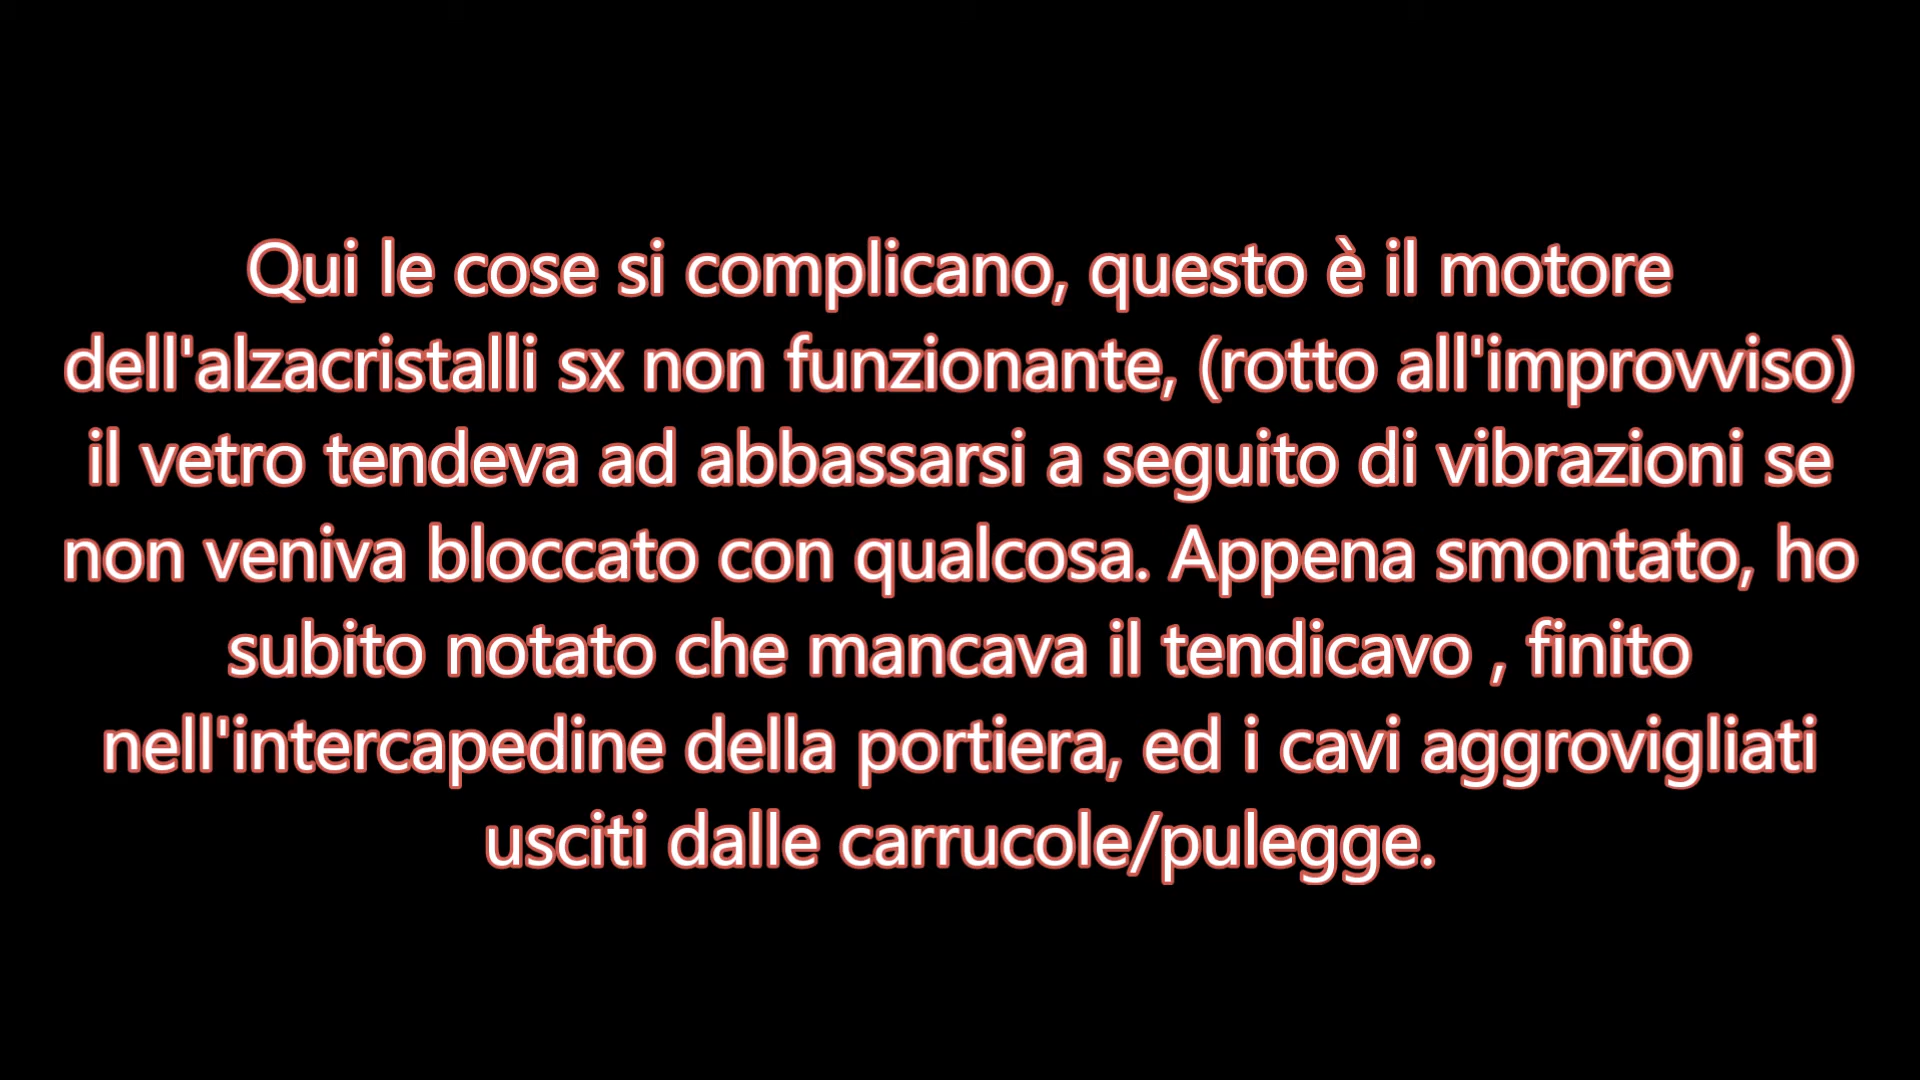 Qui le cose si complicano, questo è il motore
dell'alzacristalli sx non funzionante, (rotto all'improvviso)
il vetro tendeva ad abbassarsi a seguito di vibrazioni se
non veniva bloccato con qualcosa. Appena smontato, ho
subito notato che mancava il tendicavo , finito
nell'intercapedine della portiera, ed i cavi aggrovigliati
usciti dalle carrucole/pulegge.